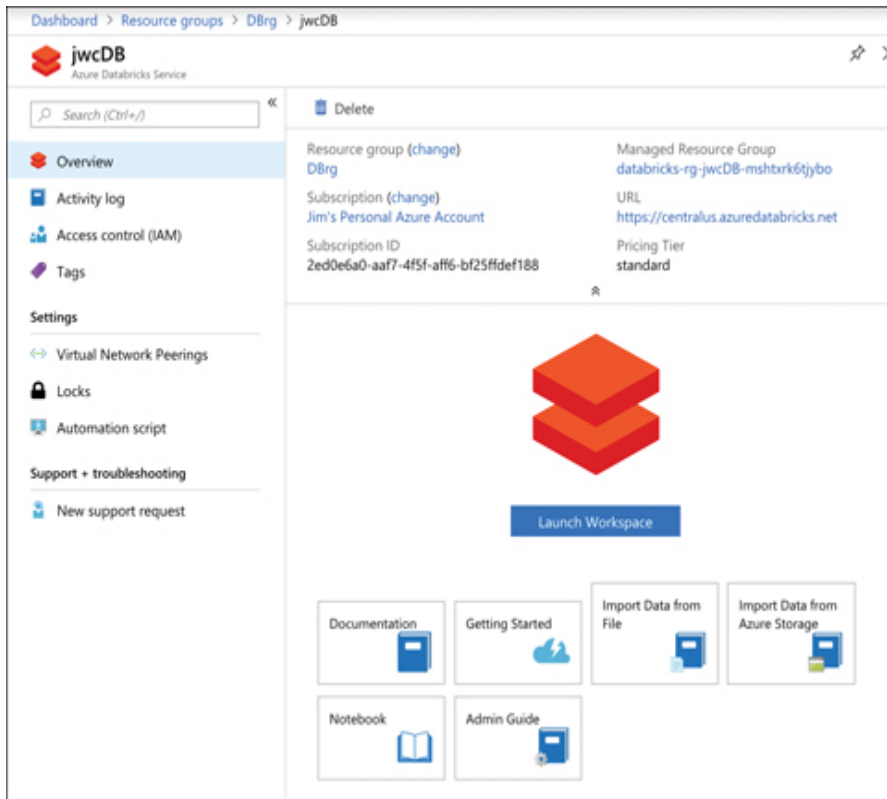 Dashboard > Resource groups > DBrg > jwcDB
jwcDB
Azure Databricks Service
Search (Ctrl+/)
Overview
Activity log
Access control (IAM)
Tags
Settings
Virtual Network Peerings
Locks
Automation script
Support + troubleshooting
New support request
Delete
Resource group (change)
DBrg
Subscription (change)
Jim's Personal Azure Account
Subscription ID
2ed0e6a0-aaf7-4f5f-aff6-bf25ffdef188
Managed Resource Group
databricks-rg-jwcDB-mshtxrk6tjybo
URL
https://centralus.azuredatabricks.net
Pricing Tier
standard
Launch Workspace
Documentation
Getting Started
Import Data from
File
Import Data from
Azure Storage
Notebook
Admin Guide